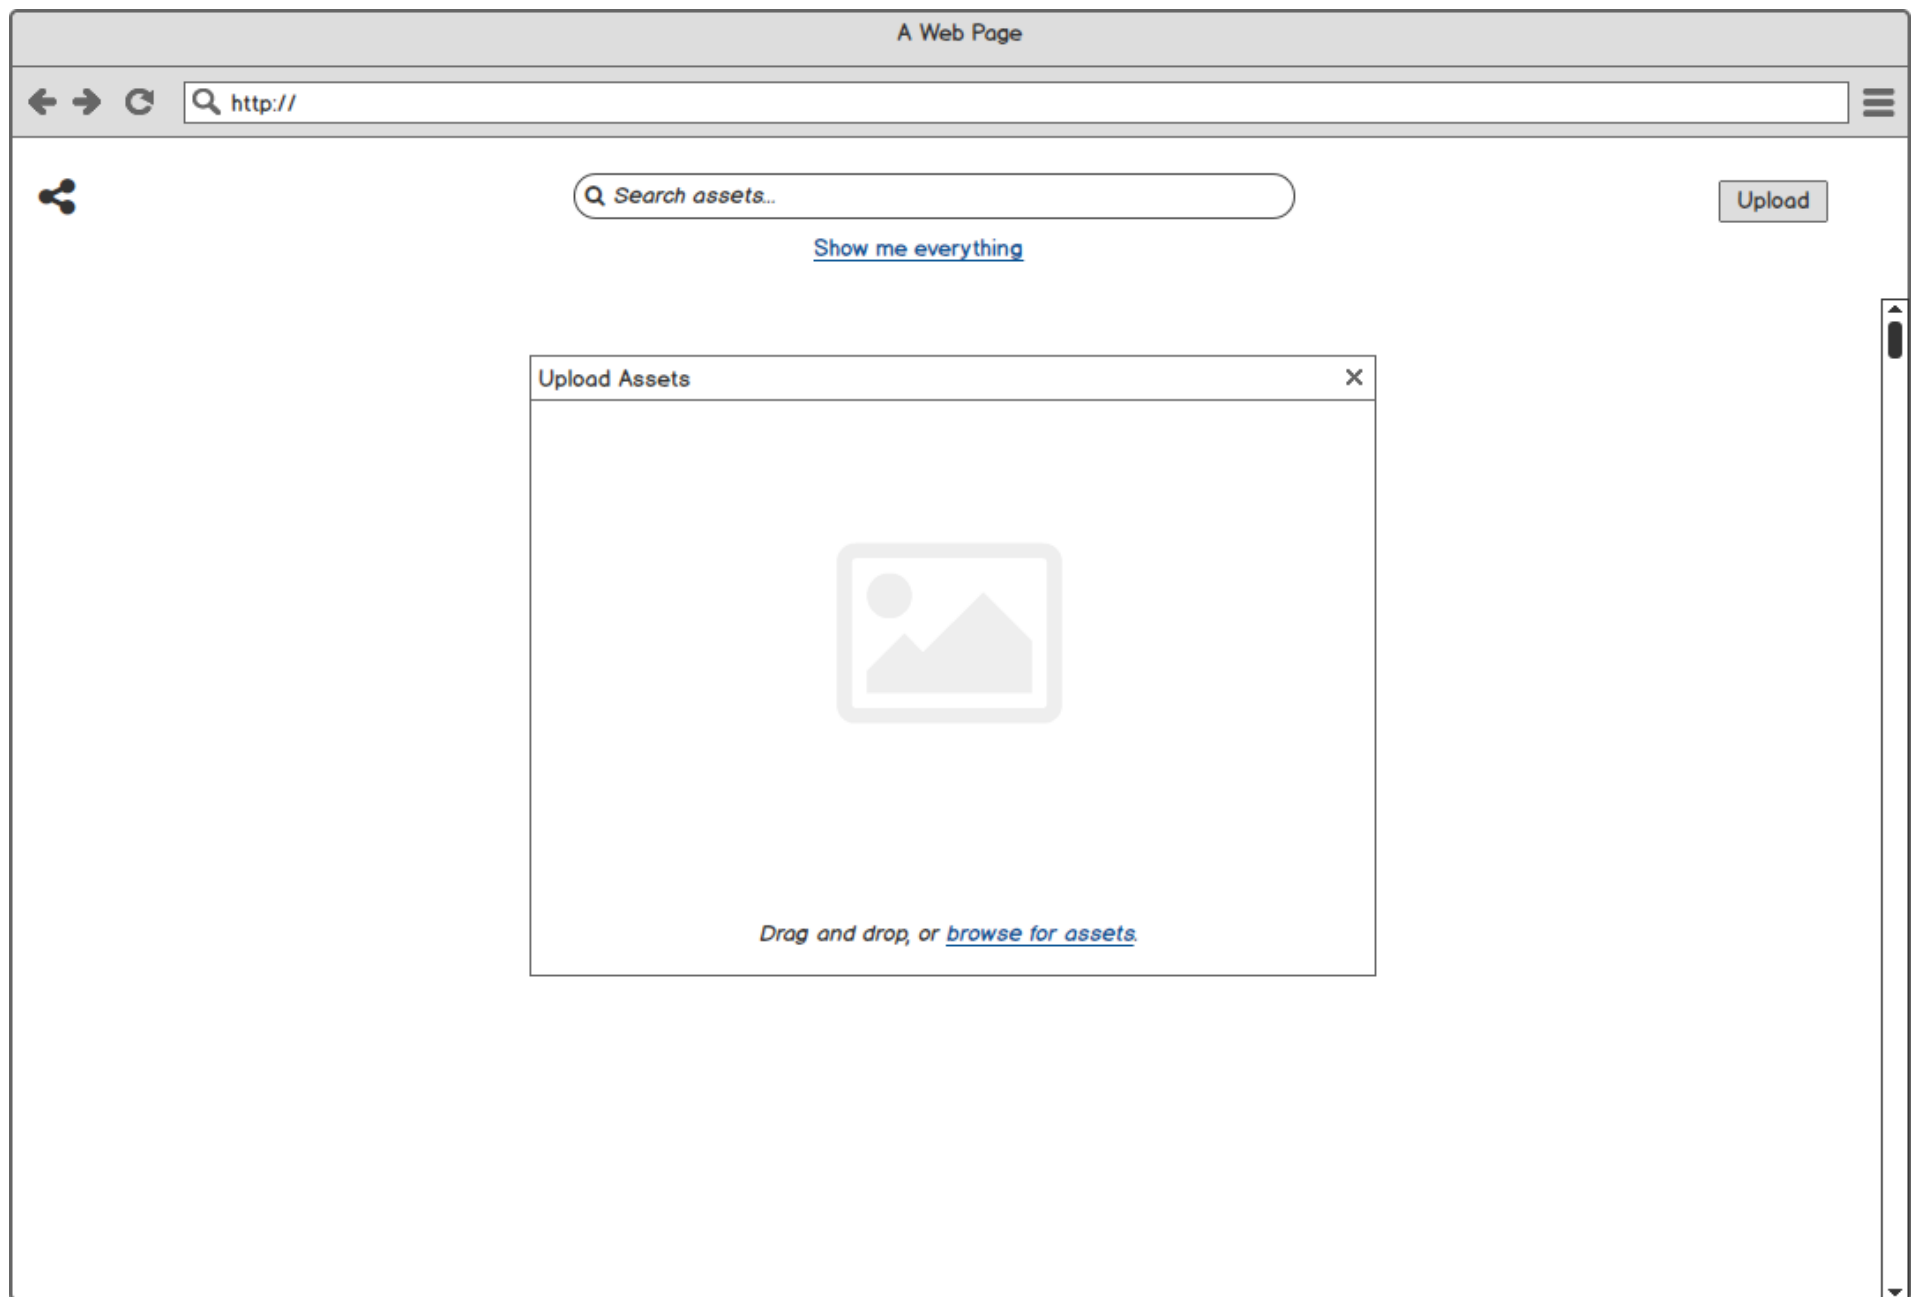 A Web Page
http://
Search assets...
Upload
Show me everything
Upload Assets
Drag and drop, or browse for assets.